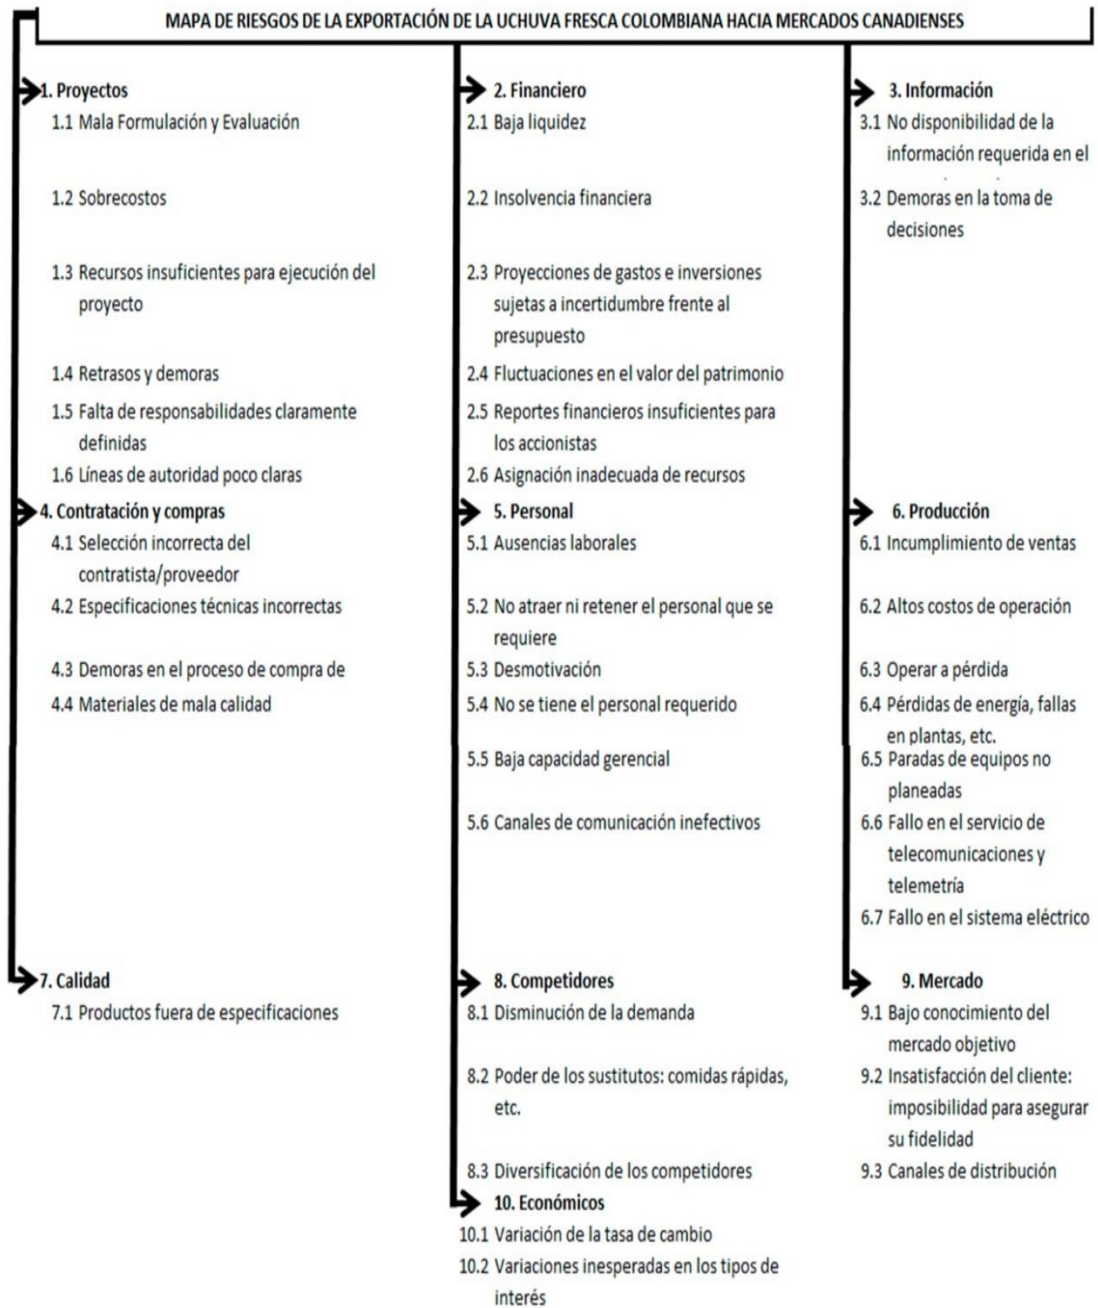 MAPA DE RIESGOS DE LA EXPORTACIÓN DE LA UCHUVA FRESCA COLOMBIANA HACIA MERCADOS CANADIENSES
1. Proyectos
1.1 Mala Formulación y Evaluación
1.2 Sobrecostos
1.3 Recursos insuficientes para ejecución del
proyecto
1.4 Retrasos y demoras
1.5 Falta de responsabilidades claramente
definidas
1.6 Líneas de autoridad poco claras
2. Financiero
2.1 Baja liquidez
2.2 Insolvencia financiera
2.3 Proyecciones de gastos e inversiones
sujetas a incertidumbre frente al
presupuesto
2.4 Fluctuaciones en el valor del patrimonio
2.5 Reportes financieros insuficientes para
los accionistas
2.6 Asignación inadecuada de recursos
3. Información
3.1 No disponibilidad de la
información requerida en el
3.2 Demoras en la toma de
decisiones
4. Contratación y compras
4.1 Selección incorrecta del
contratista/proveedor
4.2 Especificaciones técnicas incorrectas
4.3 Demoras en el proceso de compra de
4.4 Materiales de mala calidad
5. Personal
5.1 Ausencias laborales
5.2 No atraer ni retener el personal que se
requiere
5.3 Desmotivación
5.4 No se tiene el personal requerido
5.5 Baja capacidad gerencial
5.6 Canales de comunicación inefectivos
6. Producción
6.1 Incumplimiento de ventas
6.2 Altos costos de operación
6.3 Operar a pérdida
6.4 Pérdidas de energía, fallas
en plantas, etc.
6.5 Paradas de equipos no
planeadas
6.6 Fallo en el servicio de
telecomunicaciones y
telemetría
6.7 Fallo en el sistema eléctrico
7. Calidad
7.1 Productos fuera de especificaciones
8. Competidores
8.1 Disminución de la demanda
8.2 Poder de los sustitutos: comidas rápidas,
etc.
8.3 Diversificación de los competidores
9. Mercado
9.1 Bajo conocimiento del
mercado objetivo
9.2 Insatisfacción del cliente:
imposibilidad para asegurar
su fidelidad
9.3 Canales de distribución
10. Económicos
10.1 Variación de la tasa de cambio
10.2 Variaciones inesperadas en los tipos de
interés